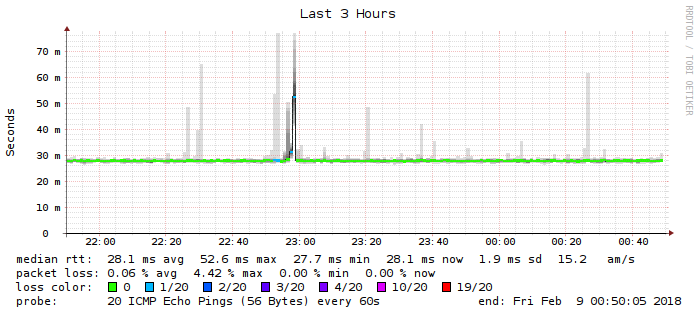 Last 3 Hours
RRDTOOL / TOBI OETIKER
Seconds
70 m
60 m
50 m
40 m
30 m
20 m
10 m
0
22:00 22:20 22:40 23:00 23:20 23:40 00:00 00:20 00:40
median rtt: 28.1 ms avg 52.6 ms max 27.7 ms min 28.1 ms now 1.9 ms sd 15.2 am/s
packet loss: 0.06 % avg 4.42 % max 0.00 % min 0.00 % now
loss color: 0 1/20 2/20 3/20 4/20 10/20 19/20
probe: 20 ICMP Echo Pings (56 Bytes) every 60s end: Fri Feb 9 00:50:05 2018